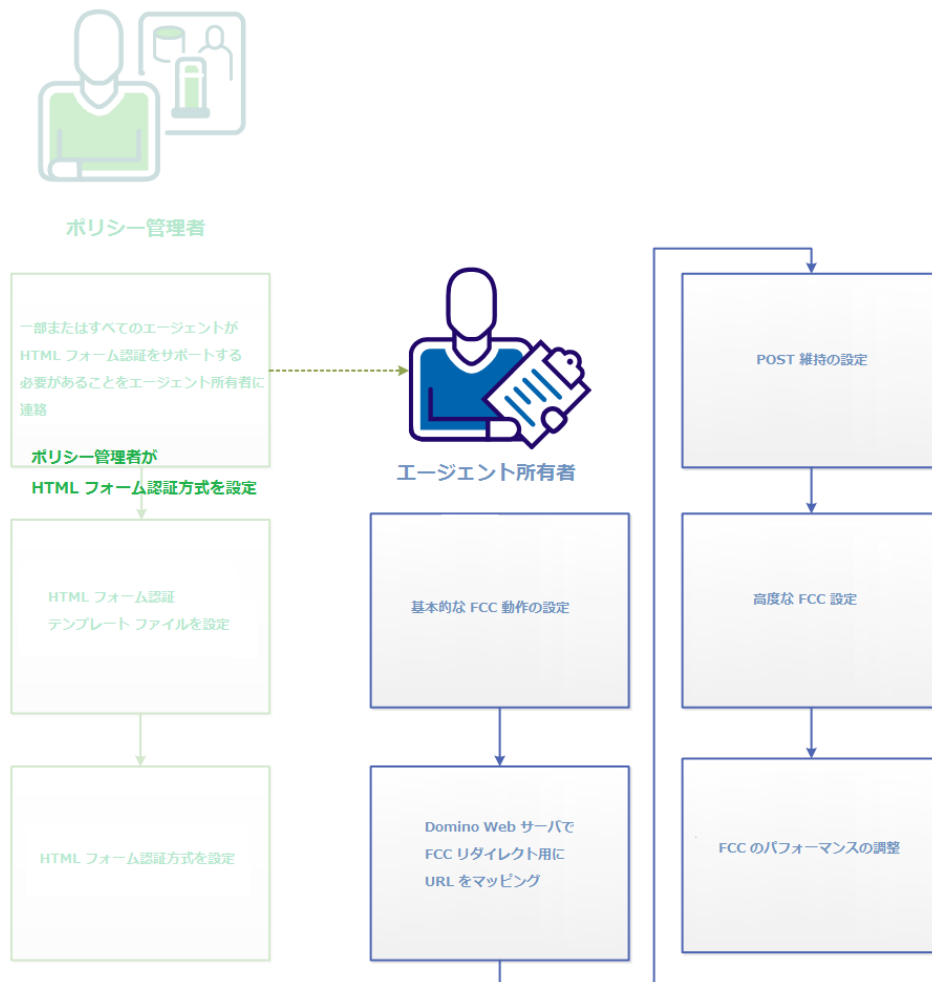 ポリシー管理者
一部またはすべてのエージェントが
HTML フォーム認証をサポートする
必要があることをエージェント所有者に
連絡
ポリシー管理者が
HTML フォーム認証方式を設定
HTML フォーム認証
テンプレート ファイルを設定
HTML フォーム認証方式を設定
エージェント所有者
基本的な FCC 動作の設定
Domino Web サーバで
FCC リダイレクト用に
URL をマッピング
POST 維持の設定
高度な FCC 設定
FCC のパフォーマンスの調整